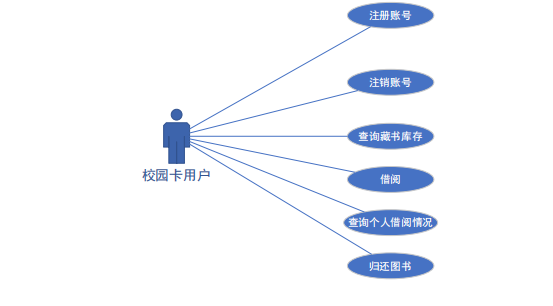 注册账号
注销账号
查询藏书库存
校园卡用户
借阅
查询个人借阅情况
归还图书